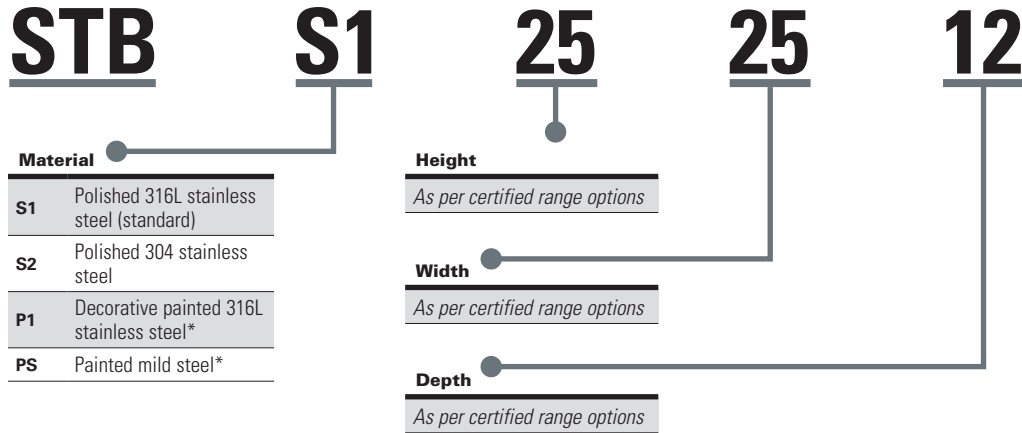 STB S1 25 25 12
Material
S1 Polished 316L stainless
steel (standard)
S2 Polished 304 stainless
steel
P1 Decorative painted 316L
stainless steel*
PS Painted mild steel*
Height
As per certified range options
Width
As per certified range options
Depth
As per certified range options